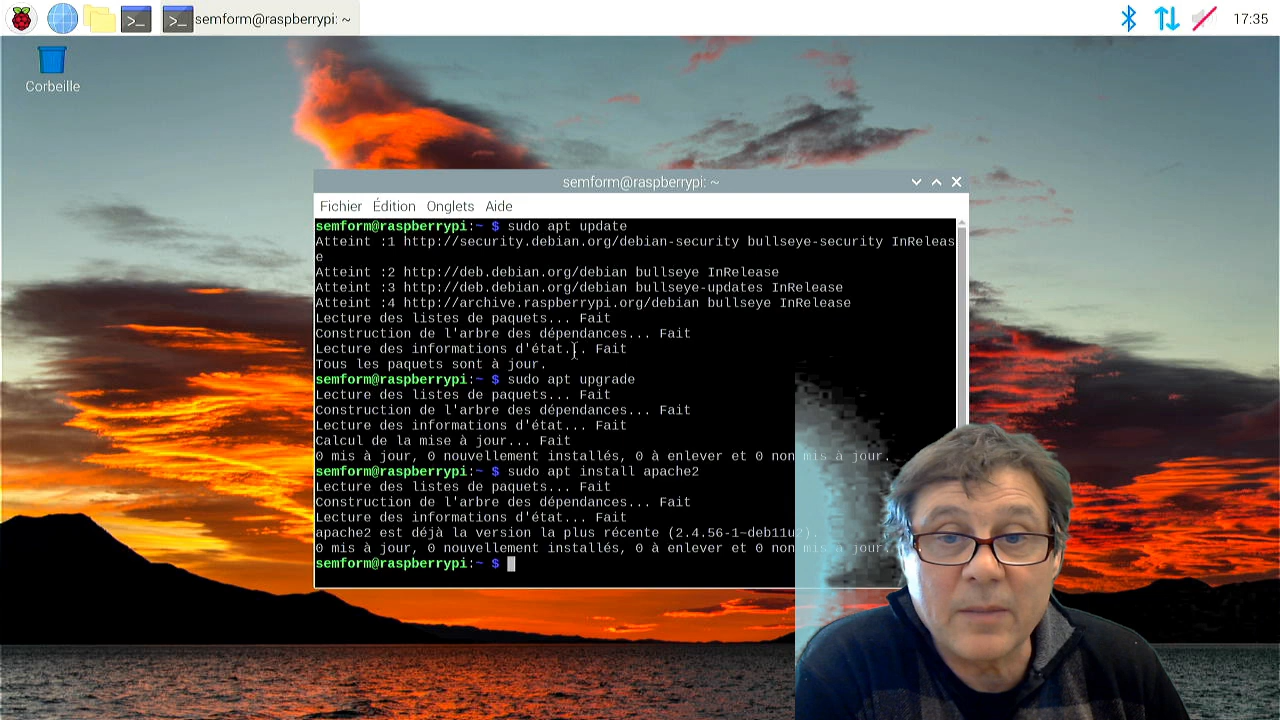 semform@raspberrypi: ~
17:35
Corbeille
semform@raspberrypi: ~
Fichier Édition Onglets Aide
semform@raspberrypi:~ $ sudo apt update
Atteint :1 http://security.debian.org/debian-security bullseye-security InReleas
e
Atteint :2 http://deb.debian.org/debian bullseye InRelease
Atteint :3 http://deb.debian.org/debian bullseye-updates InRelease
Atteint :4 http://archive.raspberrypi.org/debian bullseye InRelease
Lecture des listes de paquets... Fait
Construction de l'arbre des dépendances... Fait
Lecture des informations d'état... Fait
Tous les paquets sont à jour.
semform@raspberrypi:~ $ sudo apt upgrade
Lecture des listes de paquets... Fait
Construction de l'arbre des dépendances... Fait
Lecture des informations d'état... Fait
Calcul de la mise à jour... Fait
0 mis à jour, 0 nouvellement installés, 0 à enlever et 0 non mis à jour.
semform@raspberrypi:~ $ sudo apt install apache2
Lecture des listes de paquets... Fait
Construction de l'arbre des dépendances... Fait
Lecture des informations d'état... Fait
apache2 est déjà la version la plus récente (2.4.56-1~deb11u2).
0 mis à jour, 0 nouvellement installés, 0 à enlever et 0 non mis à jour.
semform@raspberrypi:~ $